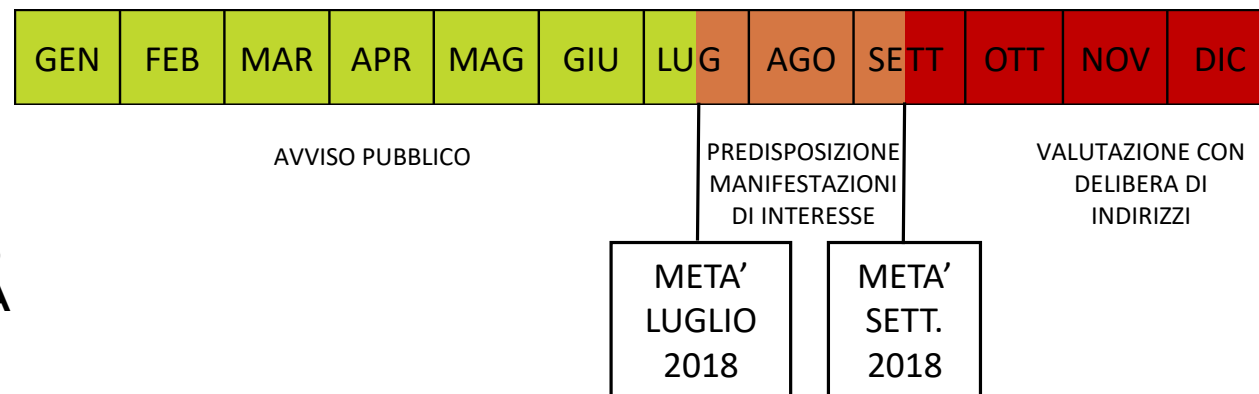 GEN FEB MAR APR MAG GIU LUG AGO SETT OTT NOV DIC
AVVISO PUBBLICO
PREDISPOSIZIONE
MANIFESTAZIONI
DI INTERESSE
VALUTAZIONE CON
DELIBERA DI
INDIRIZZI
META’
LUGLIO
2018
META’
SETT.
2018